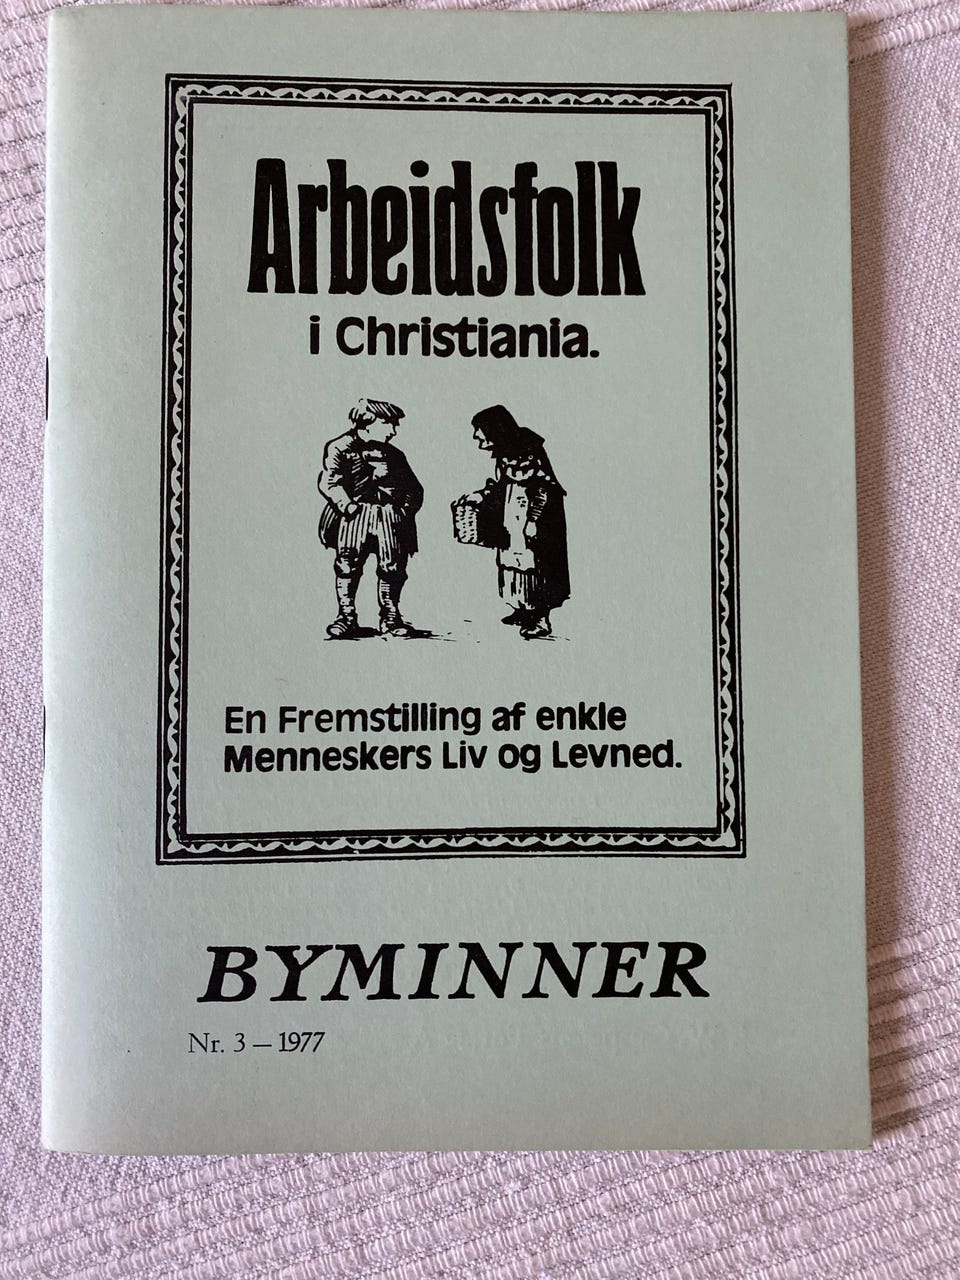 Arbeidsfolk
i Christiania.
En Fremstilling af enkle
Menneskers Liv og Levned.
BYMINNER
Nr. 3 – 1977